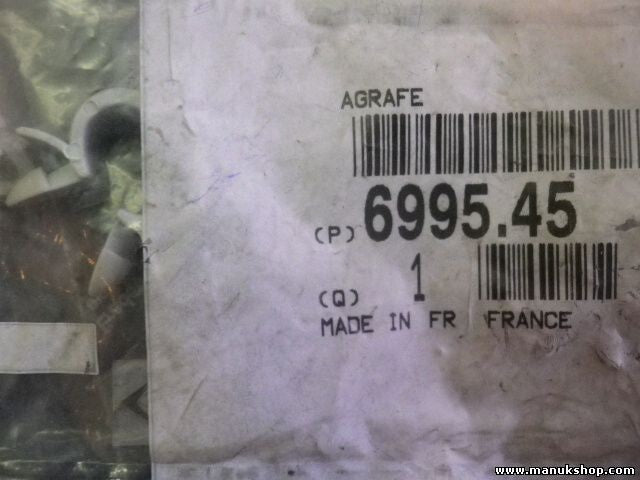 AGRAFE
(P) 6995.45
(Q) 1
MADE IN FR FRANCE
www.manukshop.com